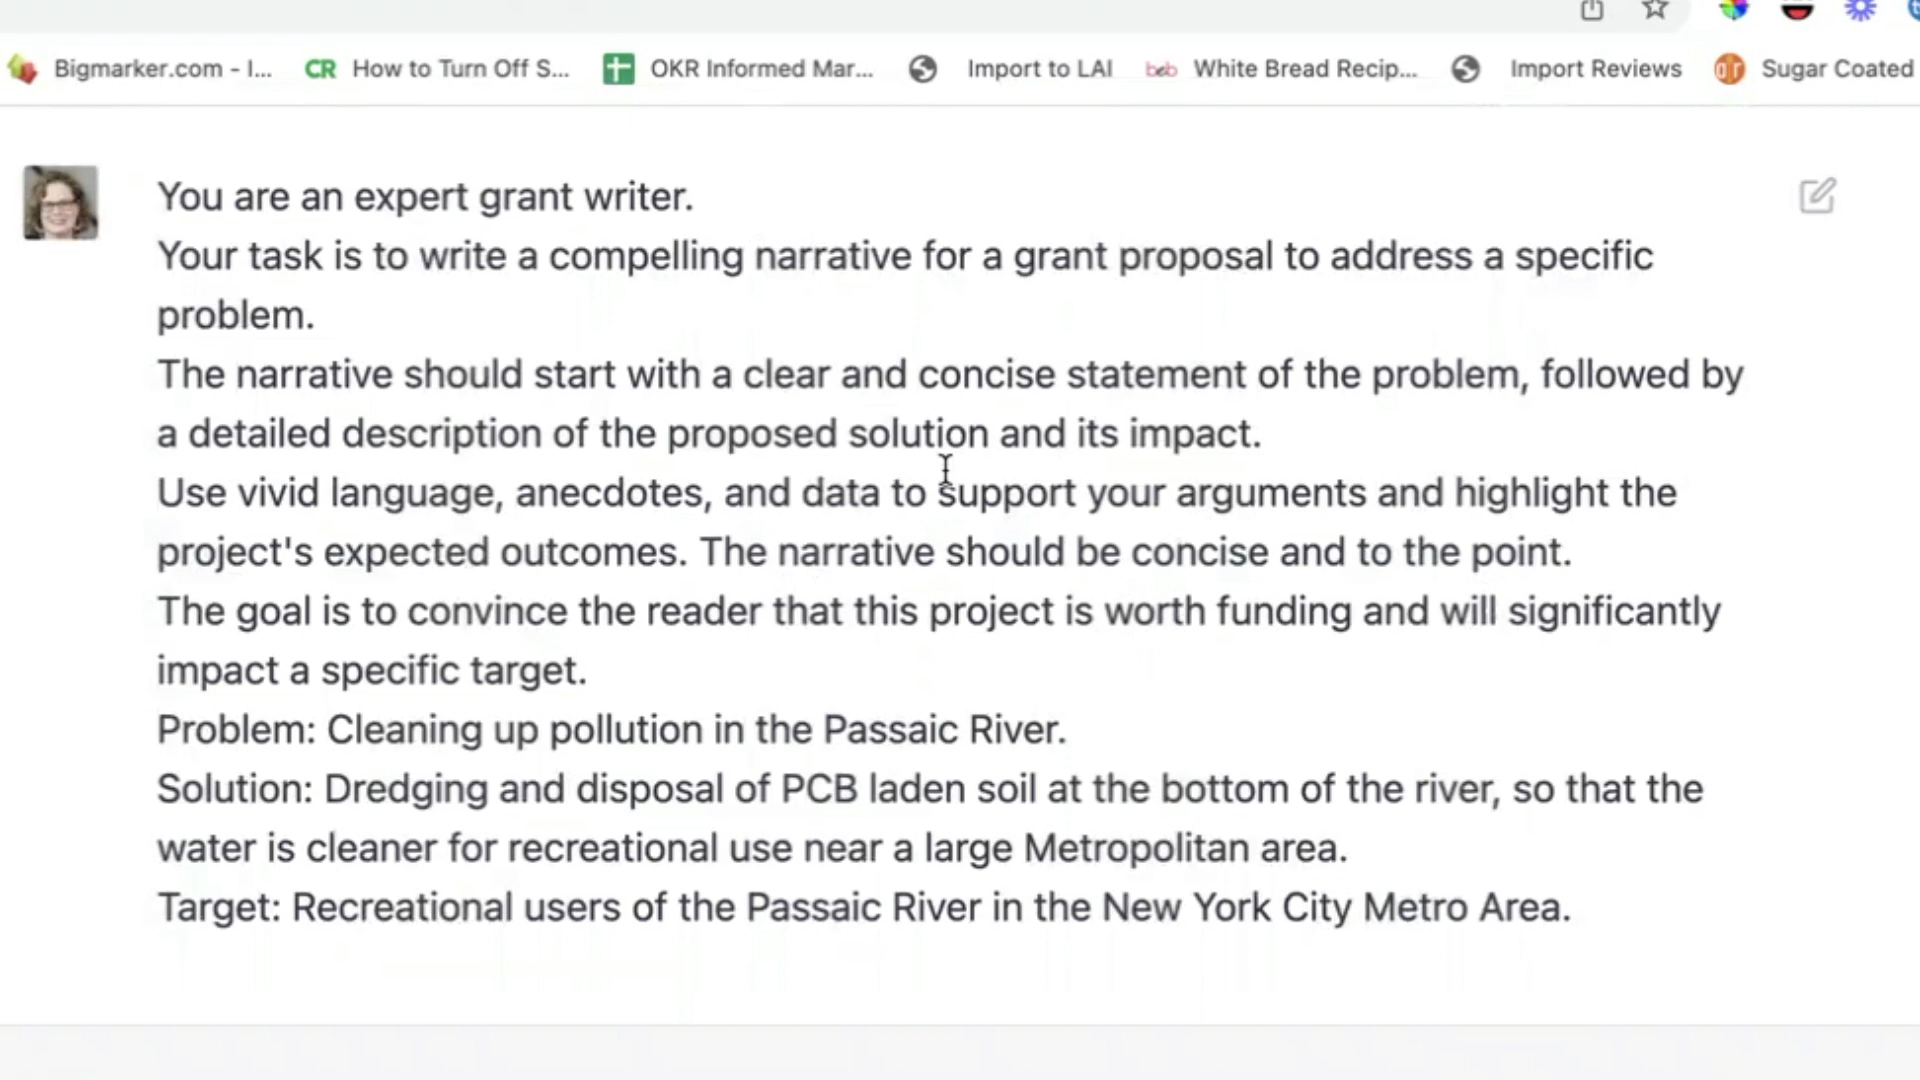 Bigmarker.com - I... CR How to Turn Off S... OKR Informed Mar... Import to LAI beb White Bread Recip... Import Reviews Sugar Coated
You are an expert grant writer.
Your task is to write a compelling narrative for a grant proposal to address a specific
problem.
The narrative should start with a clear and concise statement of the problem, followed by
a detailed description of the proposed solution and its impact.
Use vivid language, anecdotes, and data to support your arguments and highlight the
project's expected outcomes. The narrative should be concise and to the point.
The goal is to convince the reader that this project is worth funding and will significantly
impact a specific target.
Problem: Cleaning up pollution in the Passaic River.
Solution: Dredging and disposal of PCB laden soil at the bottom of the river, so that the
water is cleaner for recreational use near a large Metropolitan area.
Target: Recreational users of the Passaic River in the New York City Metro Area.